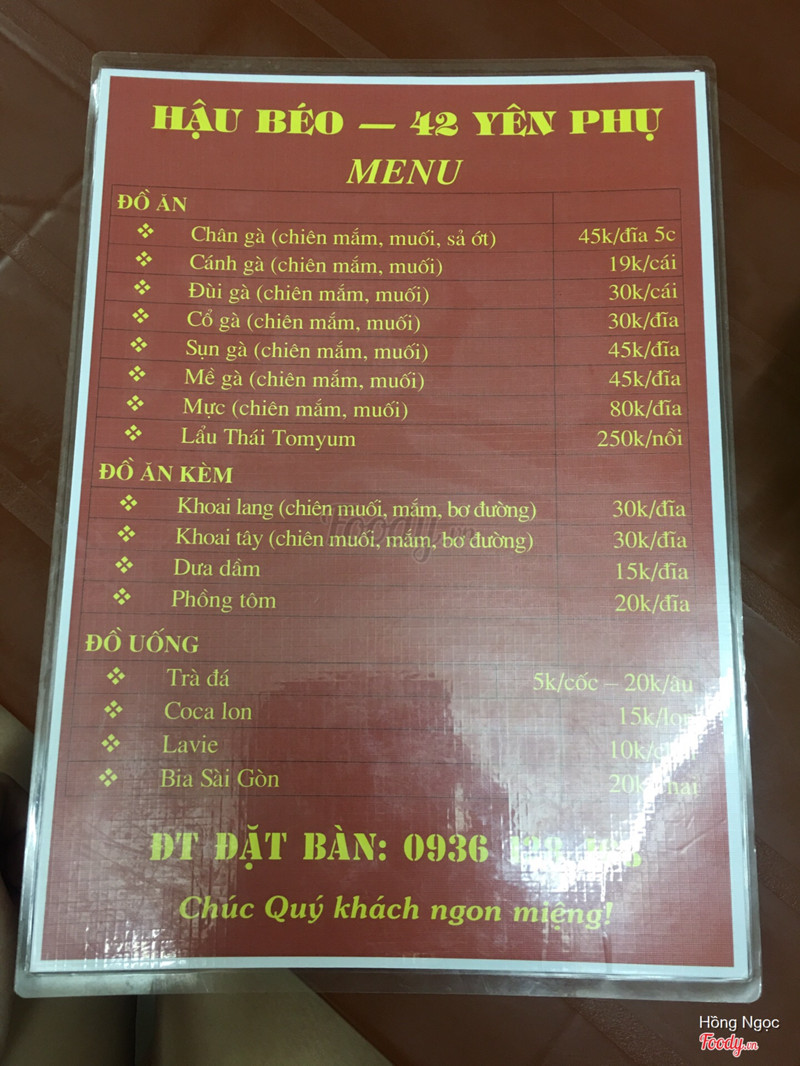 HẬU BÉO — 42 YÊN PHỤ
MENU
ĐỒ ĂN
❖ Chân gà (chiên mắm, muối, sả ớt) 45k/đĩa 5c
❖ Cánh gà (chiên mắm, muối) 19k/cái
❖ Đùi gà (chiên mắm, muối) 30k/cái
❖ Cổ gà (chiên mắm, muối) 30k/đĩa
❖ Sụn gà (chiên mắm, muối) 45k/đĩa
❖ Mề gà (chiên mắm, muối) 45k/đĩa
❖ Mực (chiên mắm, muối) 80k/đĩa
❖ Lẩu Thái Tomyum 250k/nồi
ĐỒ ĂN KÈM
❖ Khoai lang (chiên muối, mắm, bơ đường) 30k/đĩa
❖ Khoai tây (chiên muối, mắm, bơ đường) 30k/đĩa
❖ Dưa dầm 15k/đĩa
❖ Phồng tôm 20k/đĩa
ĐỒ UỐNG
❖ Trà đá 5k/cốc – 20k/âu
❖ Coca lon 15k/lon
❖ Lavie 10k/chai
❖ Bia Sài Gòn 20k/chai
ĐT ĐẶT BÀN: 0936
Chúc Quý khách ngon miệng!
Foody.vn
Hồng Ngọc
Foody.vn